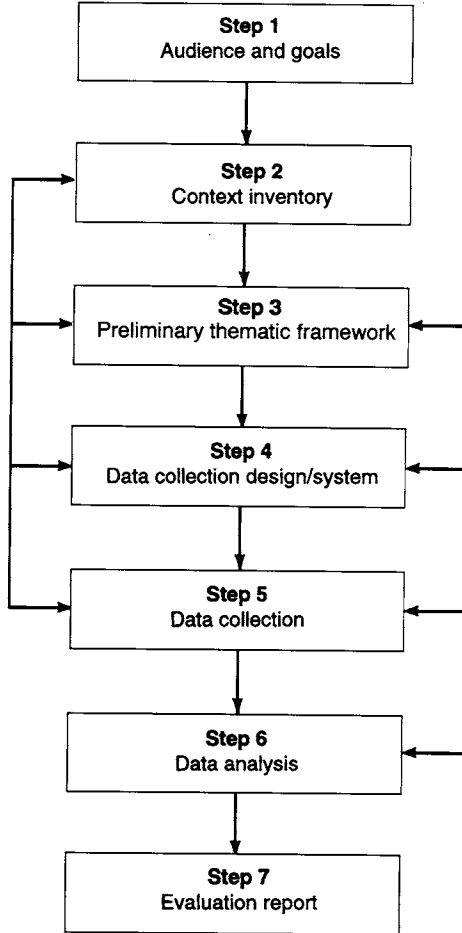 Step 1
Audience and goals
Step 2
Context inventory
Step 3
Preliminary thematic framework
Step 4
Data collection design/system
Step 5
Data collection
Step 6
Data analysis
Step 7
Evaluation report